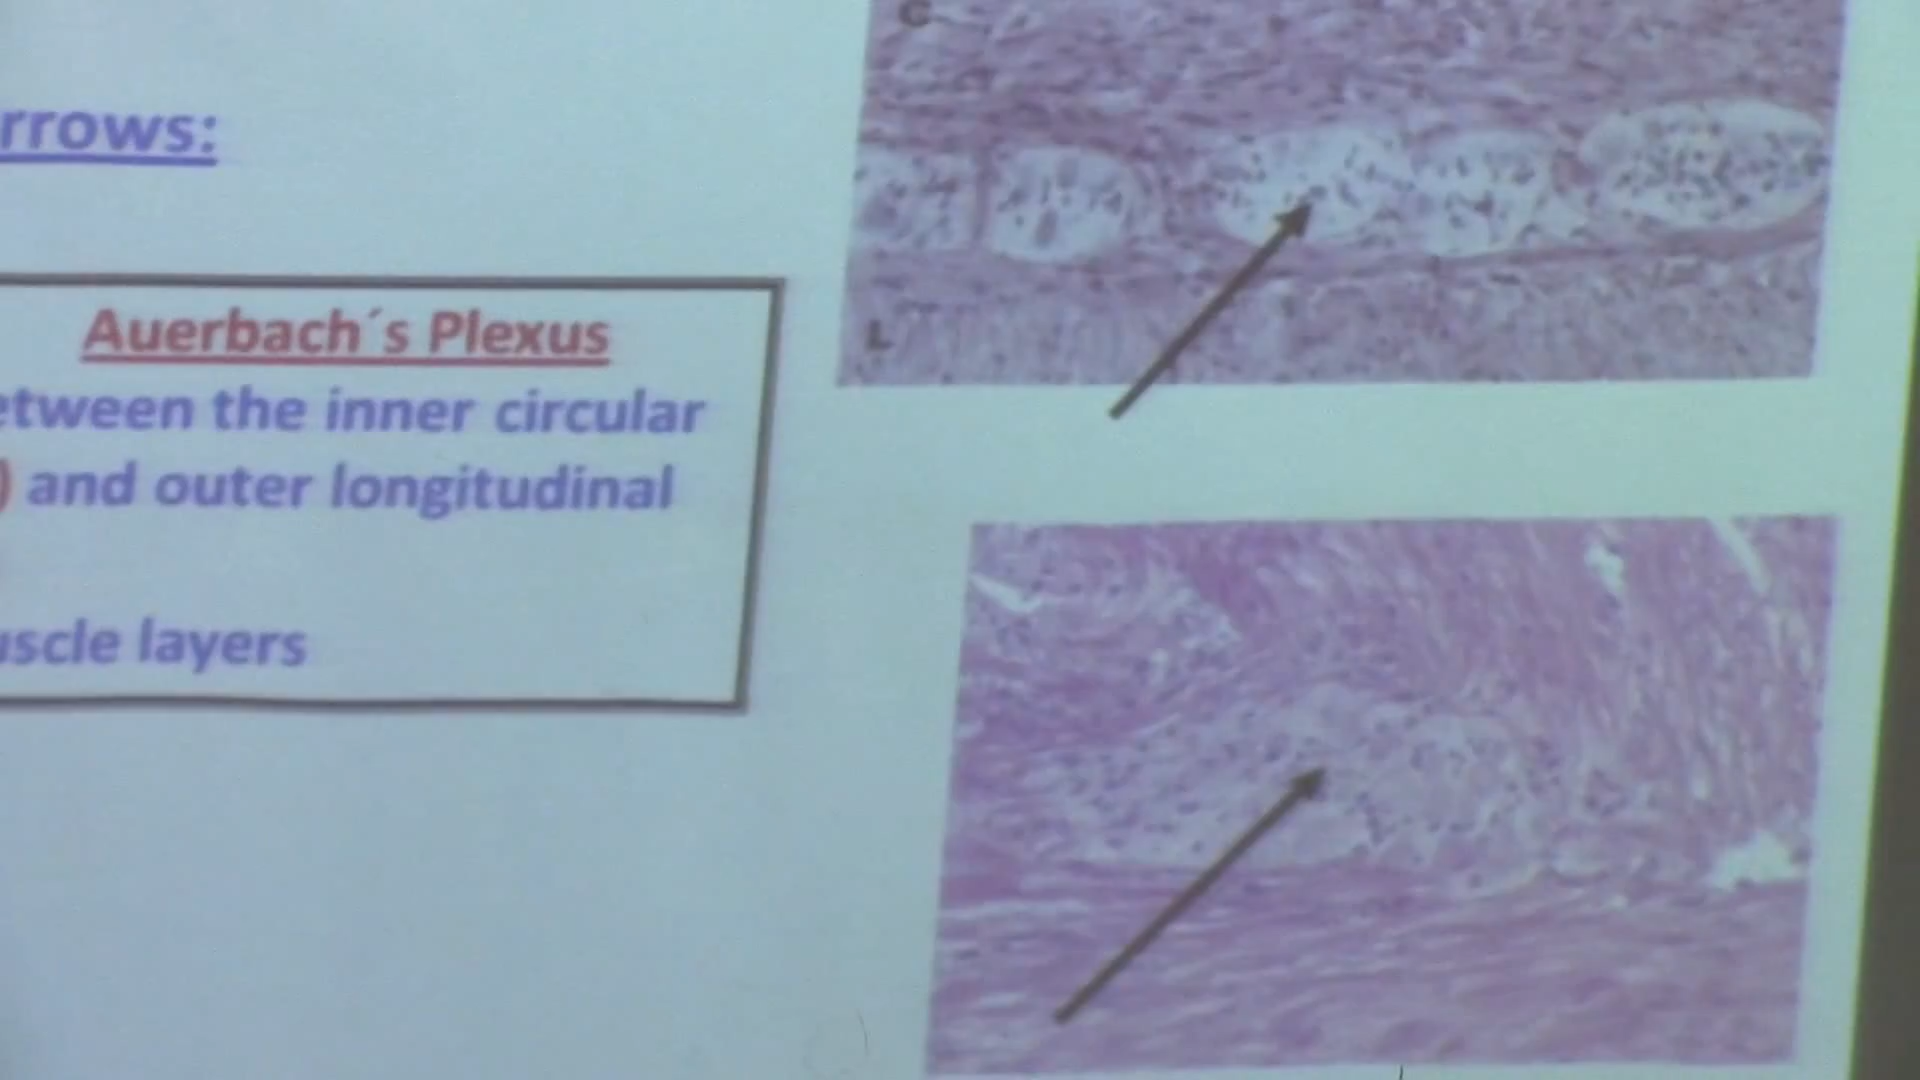 rrows:
Auerbach´s Plexus
etween the inner circular
) and outer longitudinal
uscle layers
C
L